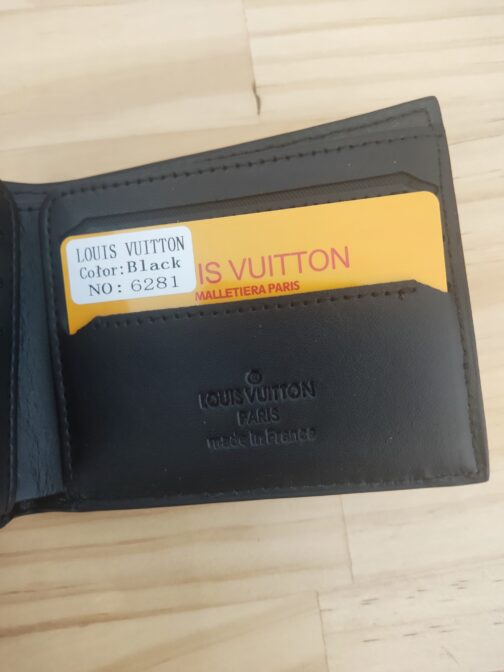 LOUIS VUITTON
Color:Black
NO: 6281
IS VUITTON
MALLETIERA PARIS
LOUIS VUITTON
PARIS
made in France